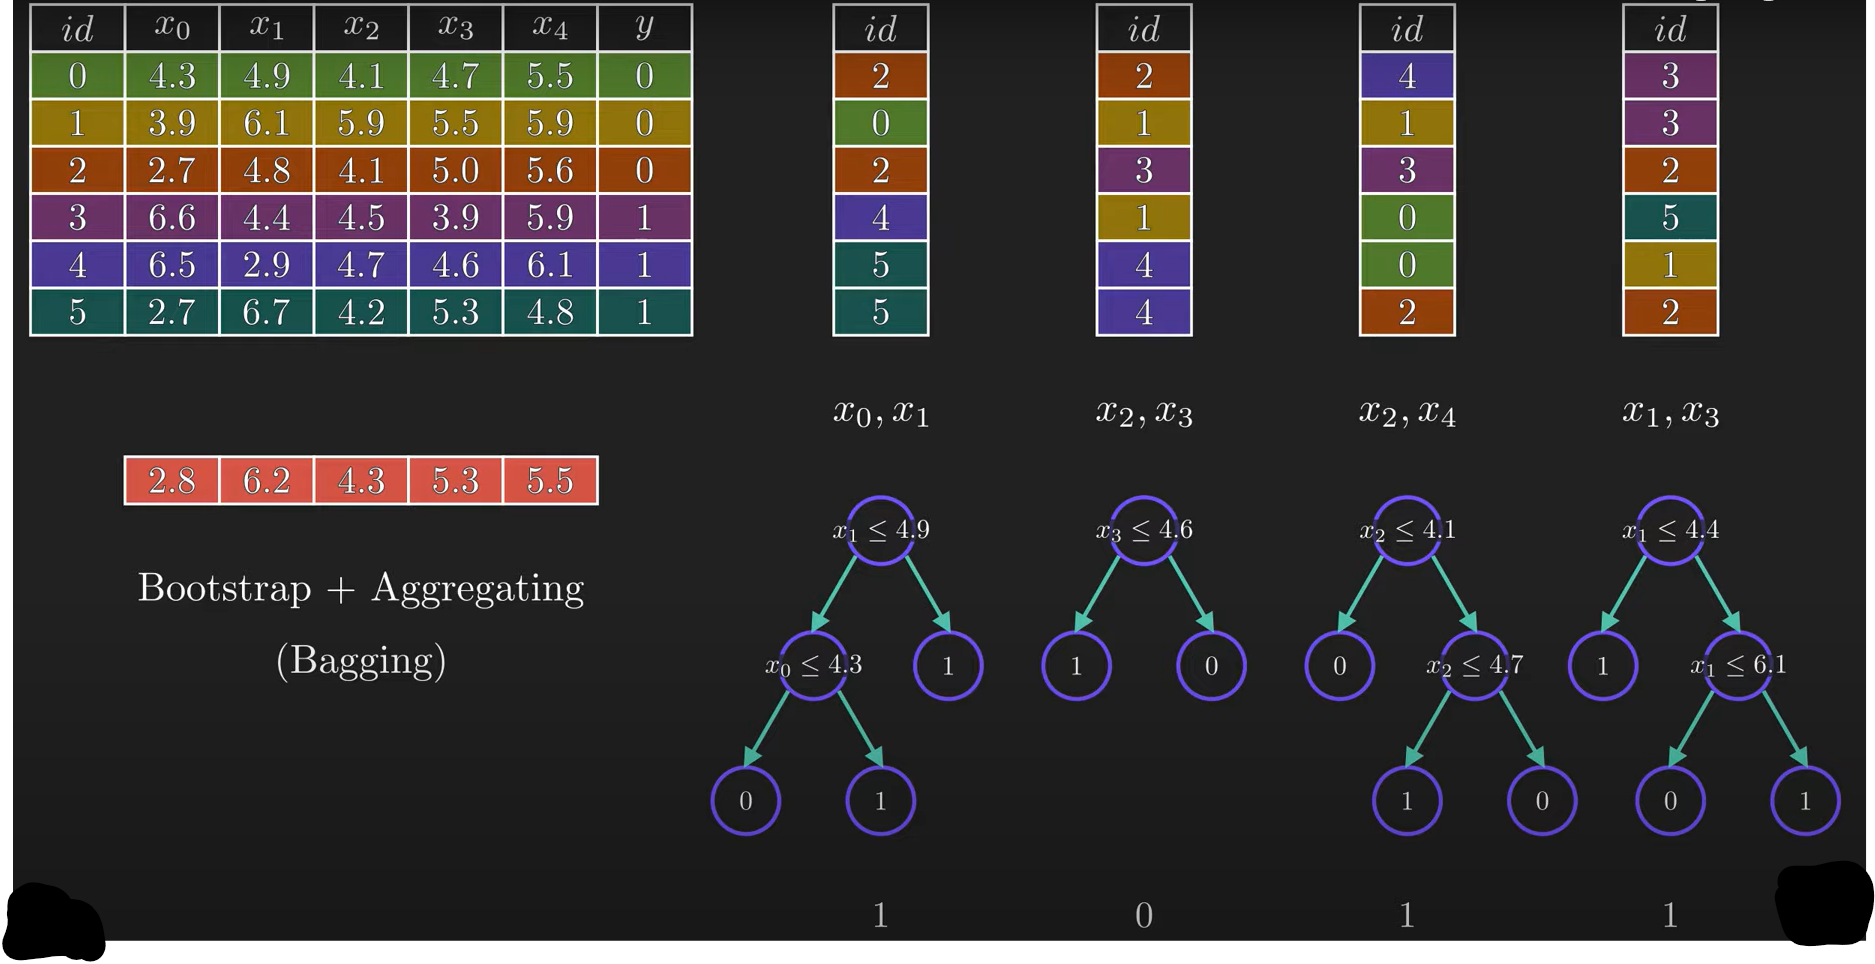 id x₀ x₁ x₂ x₃ x₄ y
0 4.3 4.9 4.1 4.7 5.5 0
1 3.9 6.1 5.9 5.5 5.9 0
2 2.7 4.8 4.1 5.0 5.6 0
3 6.6 4.4 4.5 3.9 5.9 1
4 6.5 2.9 4.7 4.6 6.1 1
5 2.7 6.7 4.2 5.3 4.8 1
id
2
0
2
4
5
5
id
2
1
3
1
4
4
id
4
1
3
0
0
2
id
3
3
2
5
1
2
x₀, x₁
x₂, x₃
x₂, x₄
x₁, x₃
2.8 6.2 4.3 5.3 5.5
Bootstrap + Aggregating
(Bagging)
x₁ ≤ 4.9
x₀ ≤ 4.3
1
0
1
x₃ ≤ 4.6
1
0
x₂ ≤ 4.1
0
x₂ ≤ 4.7
1
0
x₁ ≤ 4.4
1
x₁ ≤ 6.1
0
1
1
0
1
1